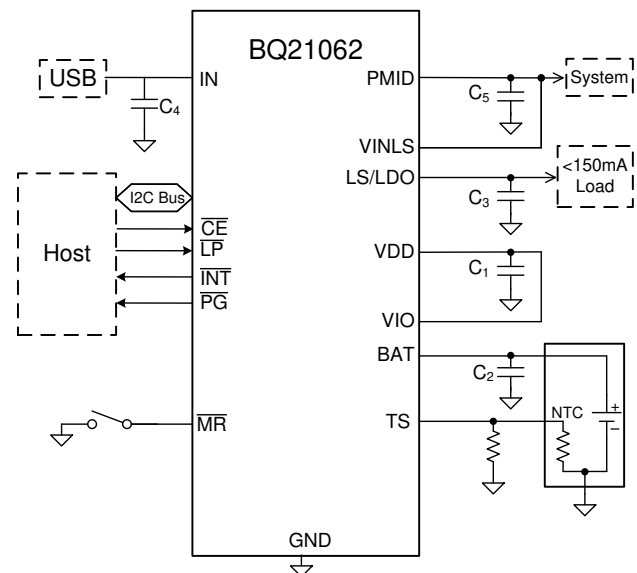 BQ21062
USB
IN
C4
PMID
C5
System
VINLS
LS/LDO
C3
<150mA
Load
I2C Bus
Host
CE
LP
INT
PG
VDD
C1
VIO
BAT
C2
MR
TS
NTC
+
–
GND